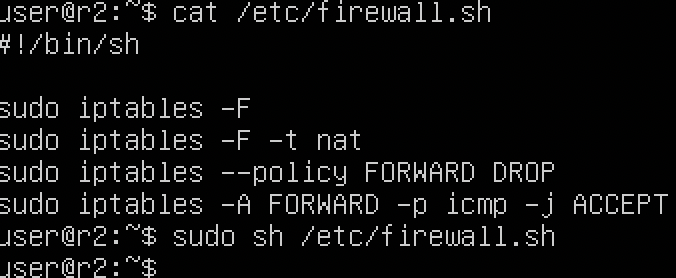 user@r2:~$ cat /etc/firewall.sh
#!/bin/sh
sudo iptables -F
sudo iptables -F -t nat
sudo iptables --policy FORWARD DROP
sudo iptables -A FORWARD -p icmp -j ACCEPT
user@r2:~$ sudo sh /etc/firewall.sh
user@r2:~$